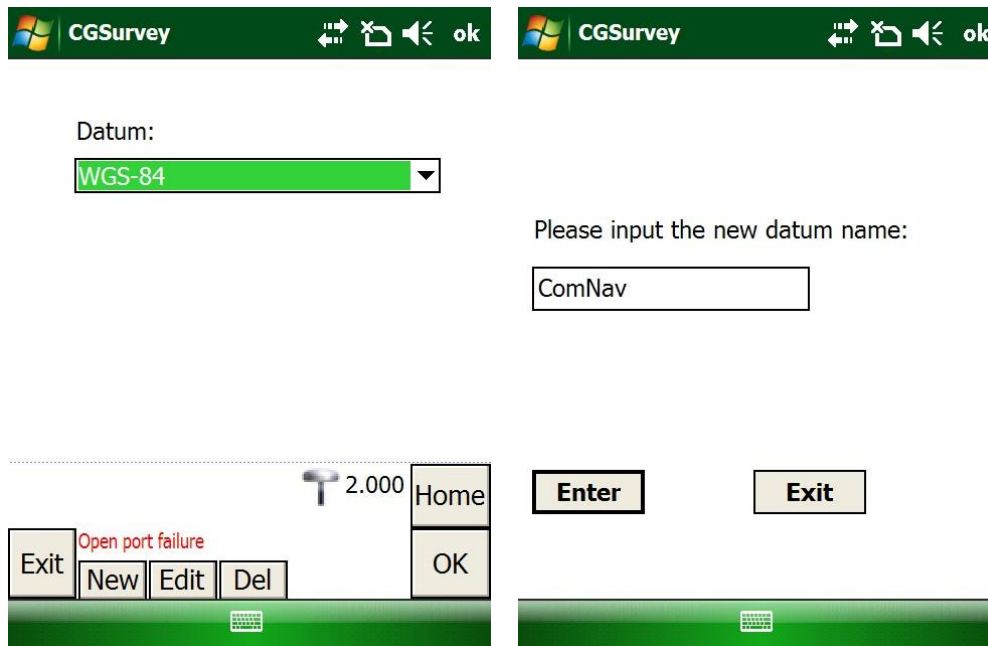 CGSurvey ok
Datum:
WGS-84
2.000
Home
Open port failure
Exit
New Edit Del
OK
CGSurvey ok
Please input the new datum name:
ComNav
Enter Exit